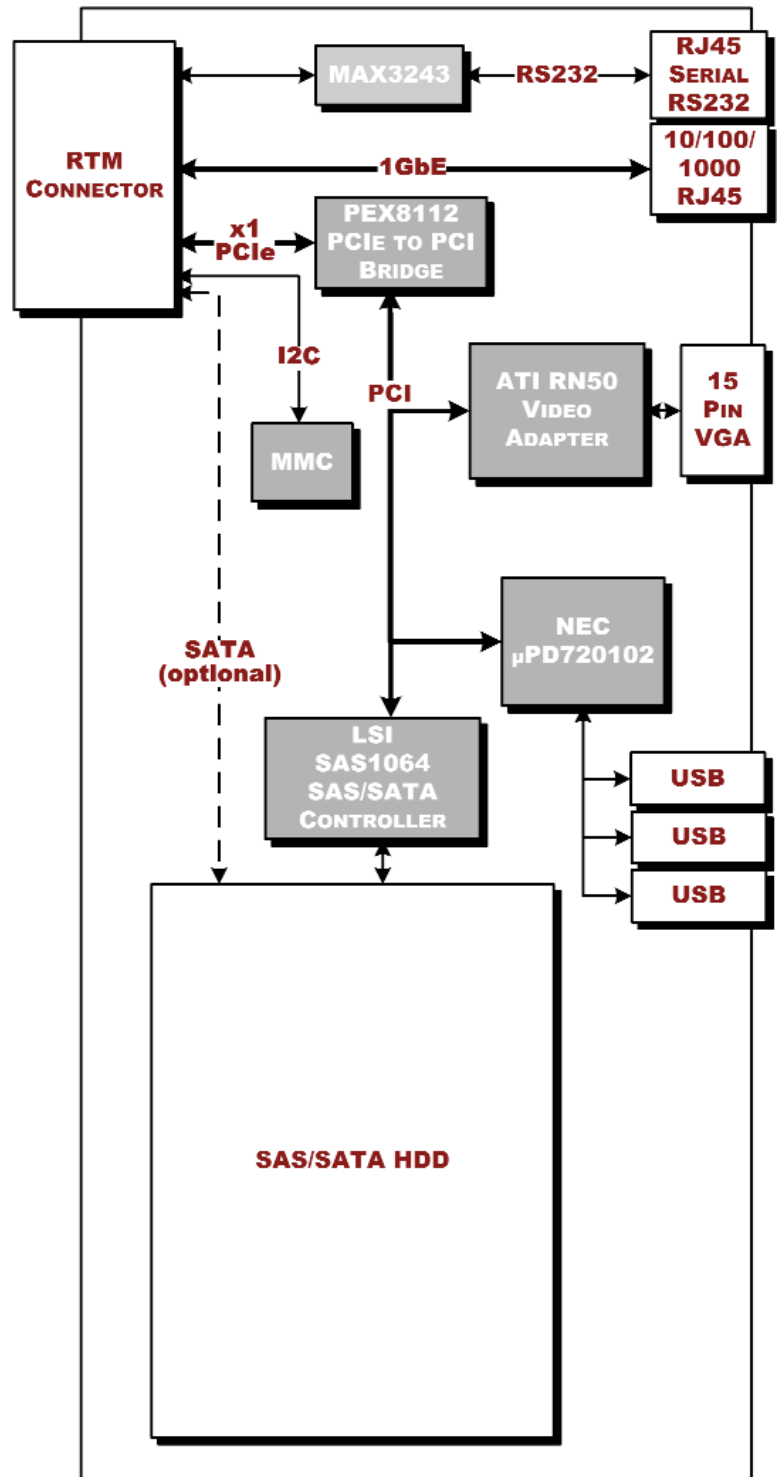 MAX3243
RS232
RJ45
SERIAL
RS232
RTM
CONNECTOR
1GbE
10/100/
1000
RJ45
x1
PCIe
PEX8112
PCIE TO PCI
BRIDGE
I2C
PCI
ATI RN50
VIDEO
ADAPTER
15
PIN
VGA
MMC
NEC
µPD720102
SATA
(optional)
LSI
SAS1064
SAS/SATA
CONTROLLER
USB
USB
USB
SAS/SATA HDD